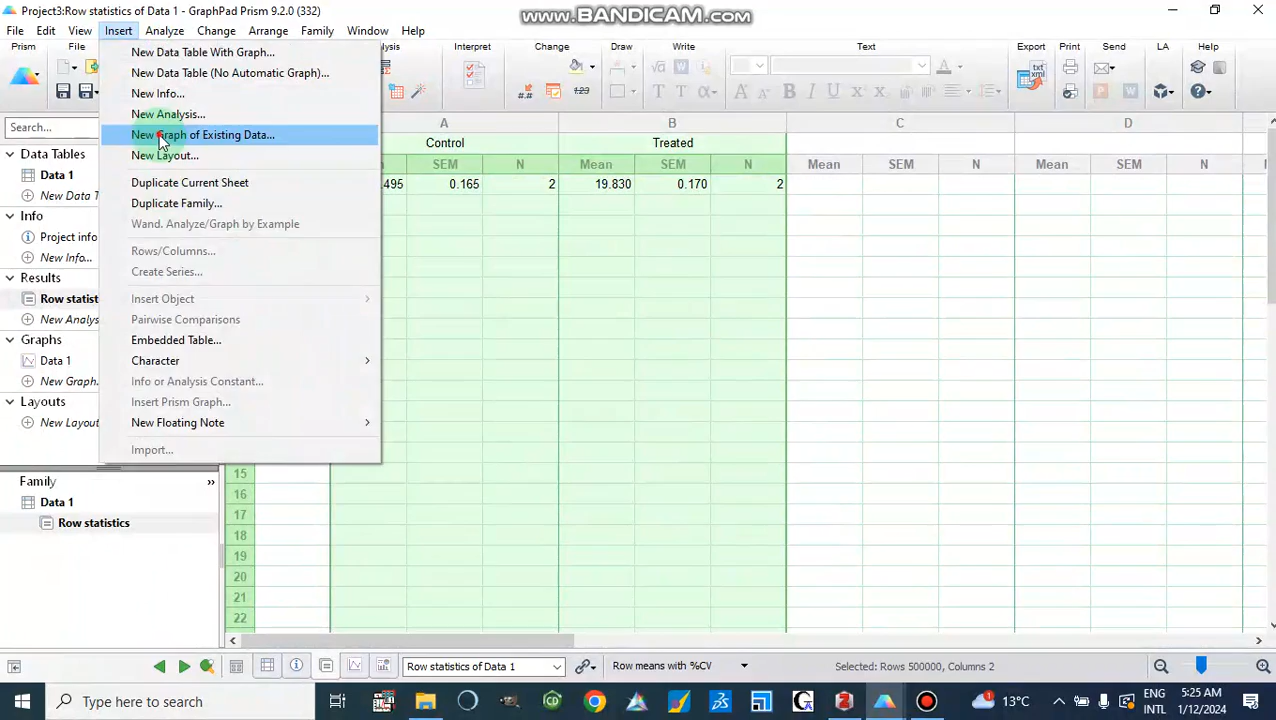 Project3:Row statistics of Data 1 - GraphPad Prism 9.2.0 (332)
www.BANDICAM.com
File Edit View Insert Analyze Change Arrange Family Window Help
Prism
Interpret Change Write Text Export Print Send LA Help
Search...
Data Tables
Data 1
New Data T
Info
Project info
New Info...
Results
Row statist
New Analys
Graphs
Data 1
New Graph.
Layouts
New Layout
New Data Table With Graph...
New Data Table (No Automatic Graph)...
New Info...
New Analysis...
New Graph of Existing Data...
New Layout...
Duplicate Current Sheet
Duplicate Family...
Wand. Analyze/Graph by Example
Rows/Columns...
Create Series...
Insert Object
Pairwise Comparisons
Embedded Table...
Character
Info or Analysis Constant...
Insert Prism Graph...
New Floating Note
Import...
A B C D
Control Treated
SEM N Mean SEM N Mean SEM N Mean SEM N
.495 0.165 2 19.830 0.170 2
15
16
17
18
19
20
21
22
Family
Data 1
Row statistics
Row statistics of Data 1
Row means with %CV
Selected: Rows 500000, Columns 2
Type here to search
13°C
ENG
INTL
5:25 AM
1/12/2024